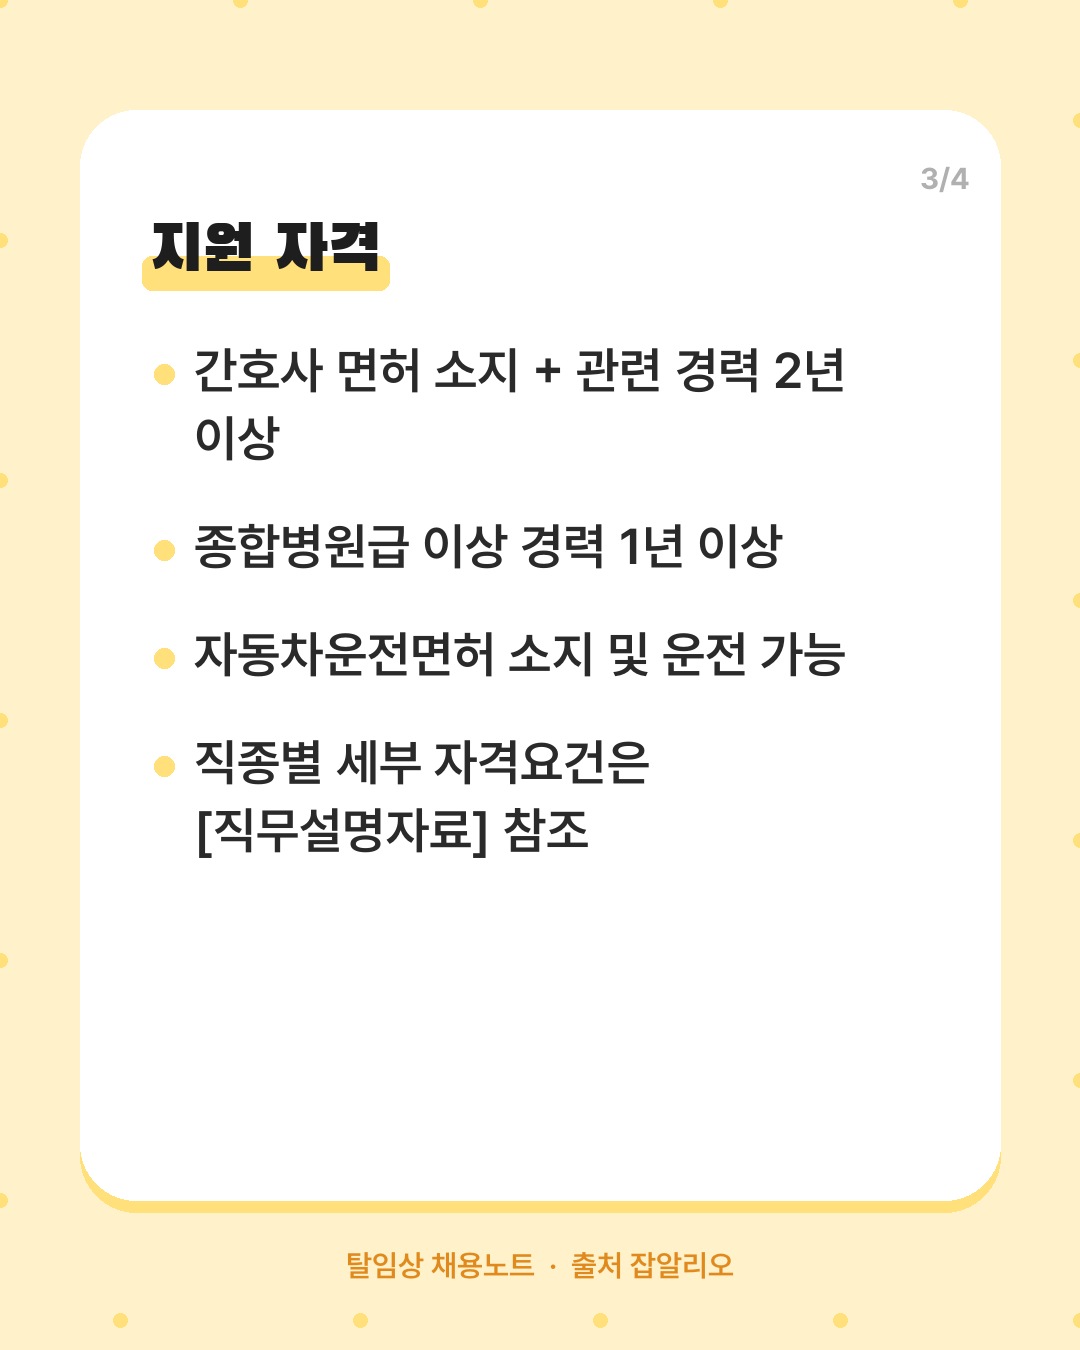 3/4
지원 자격
간호사 면허 소지 + 관련 경력 2년
이상
종합병원급 이상 경력 1년 이상
자동차운전면허 소지 및 운전 가능
직종별 세부 자격요건은
[직무설명자료] 참조
탈임상 채용노트 · 출처 잡알리오